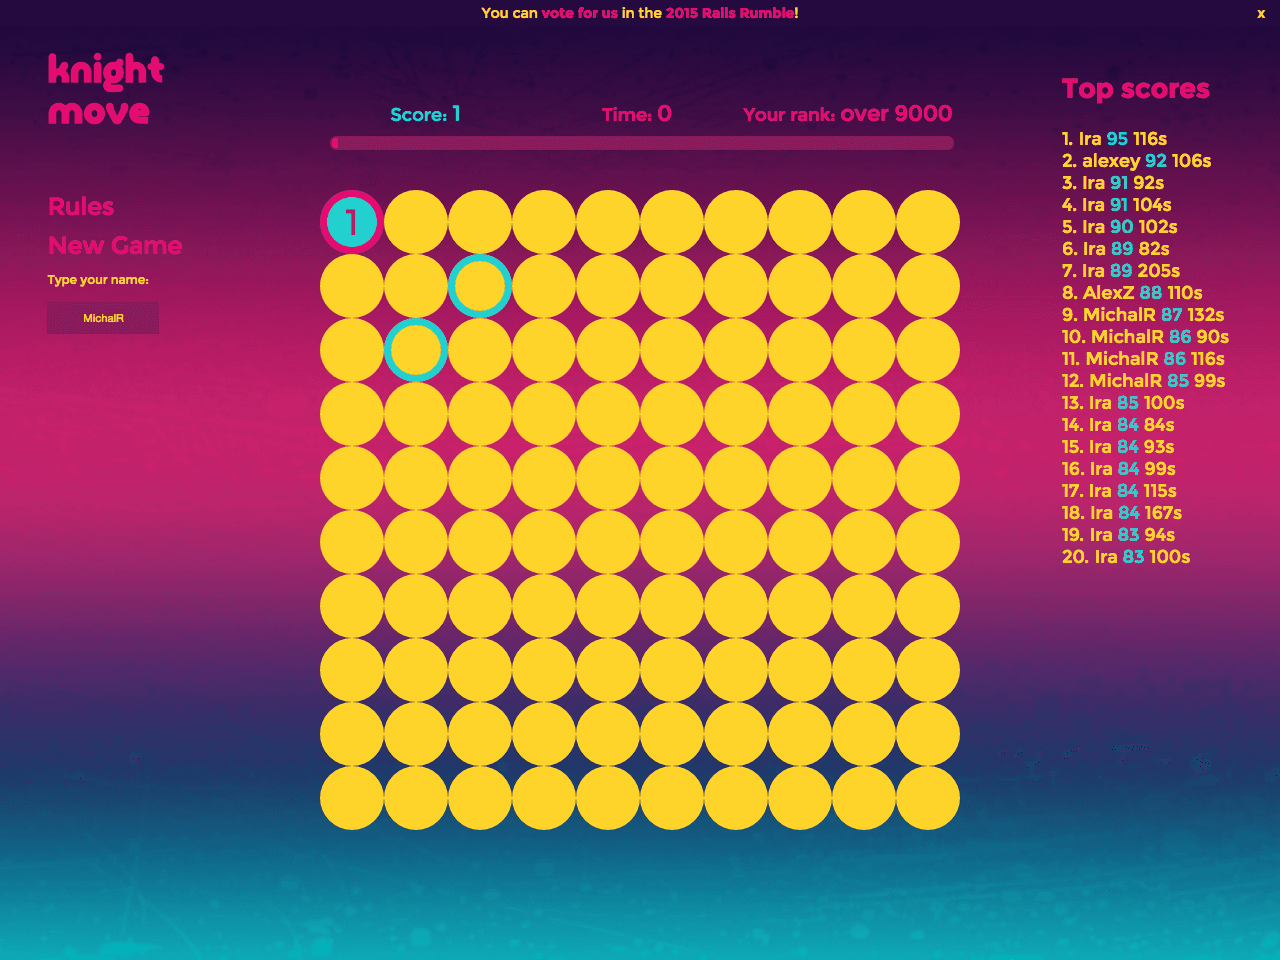 You can vote for us in the 2015 Rails Rumble!
x
knight
move
Score: 1
Time: 0
Your rank: over 9000
Rules
New Game
Type your name:
MichalR
1
Top scores
1. Ira 95 116s
2. alexey 92 106s
3. Ira 91 92s
4. Ira 91 104s
5. Ira 90 102s
6. Ira 89 82s
7. Ira 89 205s
8. AlexZ 88 110s
9. MichalR 87 132s
10. MichalR 86 90s
11. MichalR 86 116s
12. MichalR 85 99s
13. Ira 85 100s
14. Ira 84 84s
15. Ira 84 93s
16. Ira 84 99s
17. Ira 84 115s
18. Ira 84 167s
19. Ira 83 94s
20. Ira 83 100s